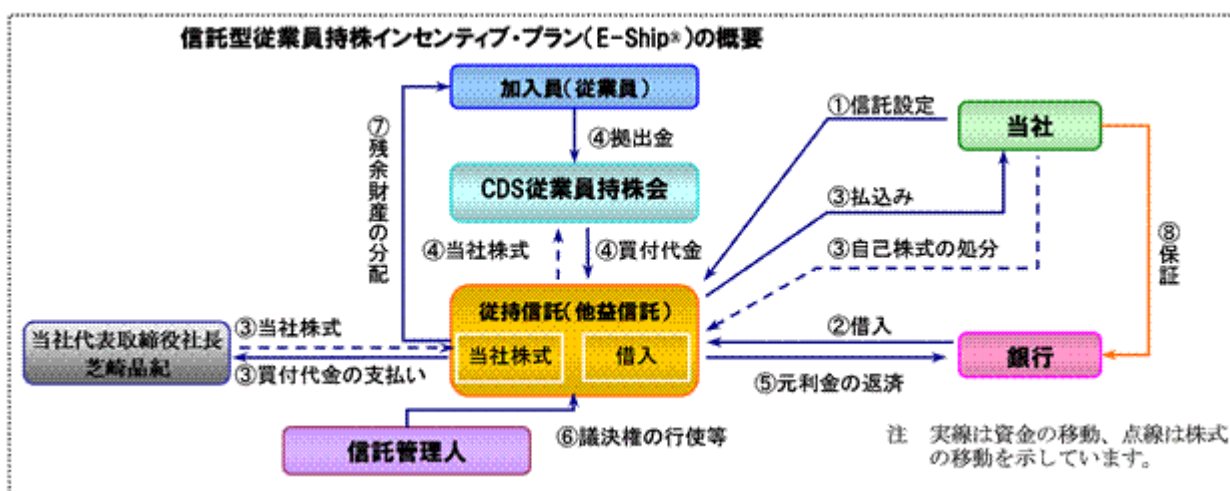 信託型従業員持株インセンティブ・プラン(E-Ship®)の概要
加入員(従業員)
①信託設定
当社
⑦残余財産の分配
④拠出金
CDS従業員持株会
③払込み
④当社株式
④買付代金
③自己株式の処分
⑧保証
従持信託(他益信託)
当社代表取締役社長
芝崎晶紀
③当社株式
当社株式
借入
②借入
銀行
③買付代金の支払い
⑤元利金の返済
⑥議決権の行使等
信託管理人
注 実線は資金の移動、点線は株式
の移動を示しています。